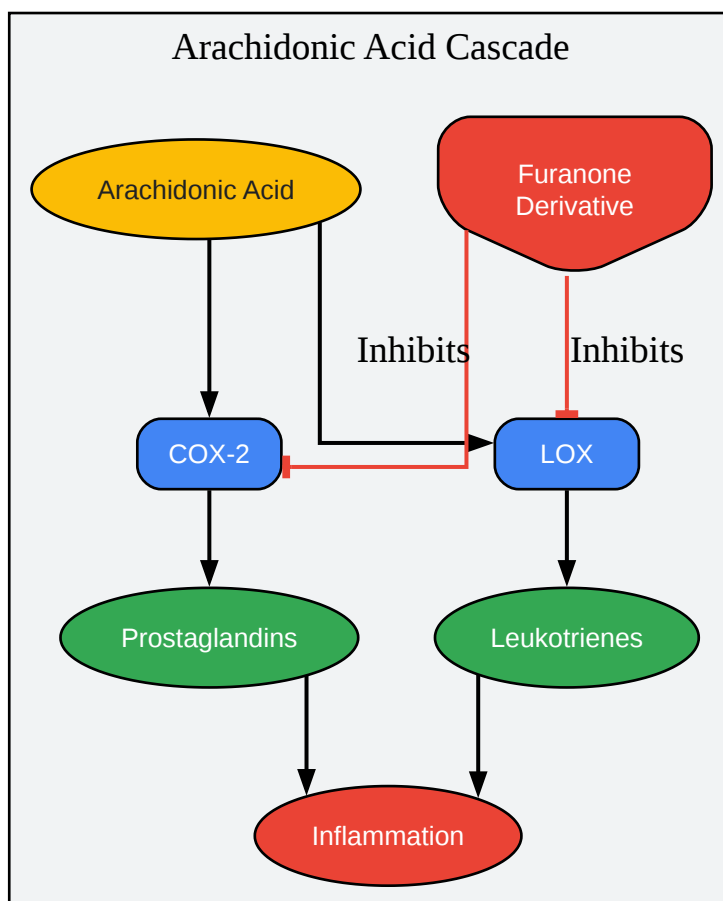 Arachidonic Acid Cascade
Arachidonic Acid
Furanone
Derivative
Inhibits
Inhibits
COX-2
LOX
Prostaglandins
Leukotrienes
Inflammation